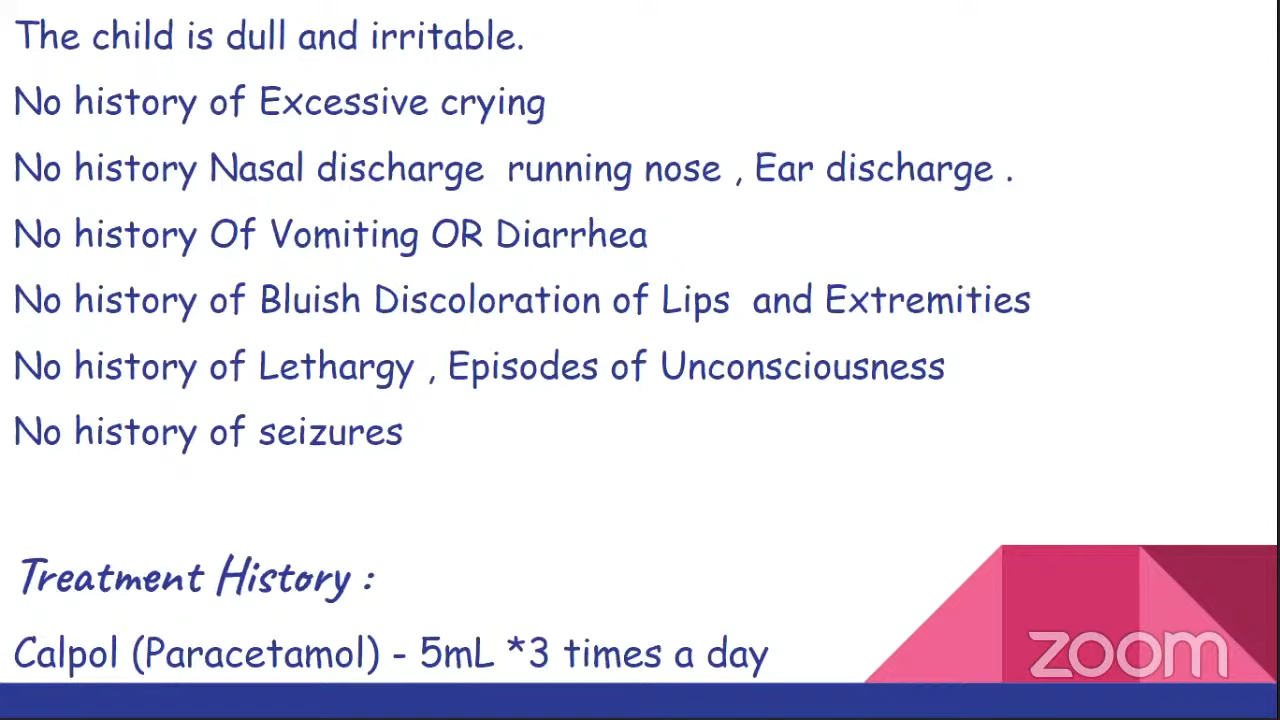 The child is dull and irritable.
No history of Excessive crying
No history Nasal discharge running nose , Ear discharge .
No history Of Vomiting OR Diarrhea
No history of Bluish Discoloration of Lips and Extremities
No history of Lethargy , Episodes of Unconsciousness
No history of seizures
Treatment History :
Calpol (Paracetamol) - 5mL *3 times a day
zoom